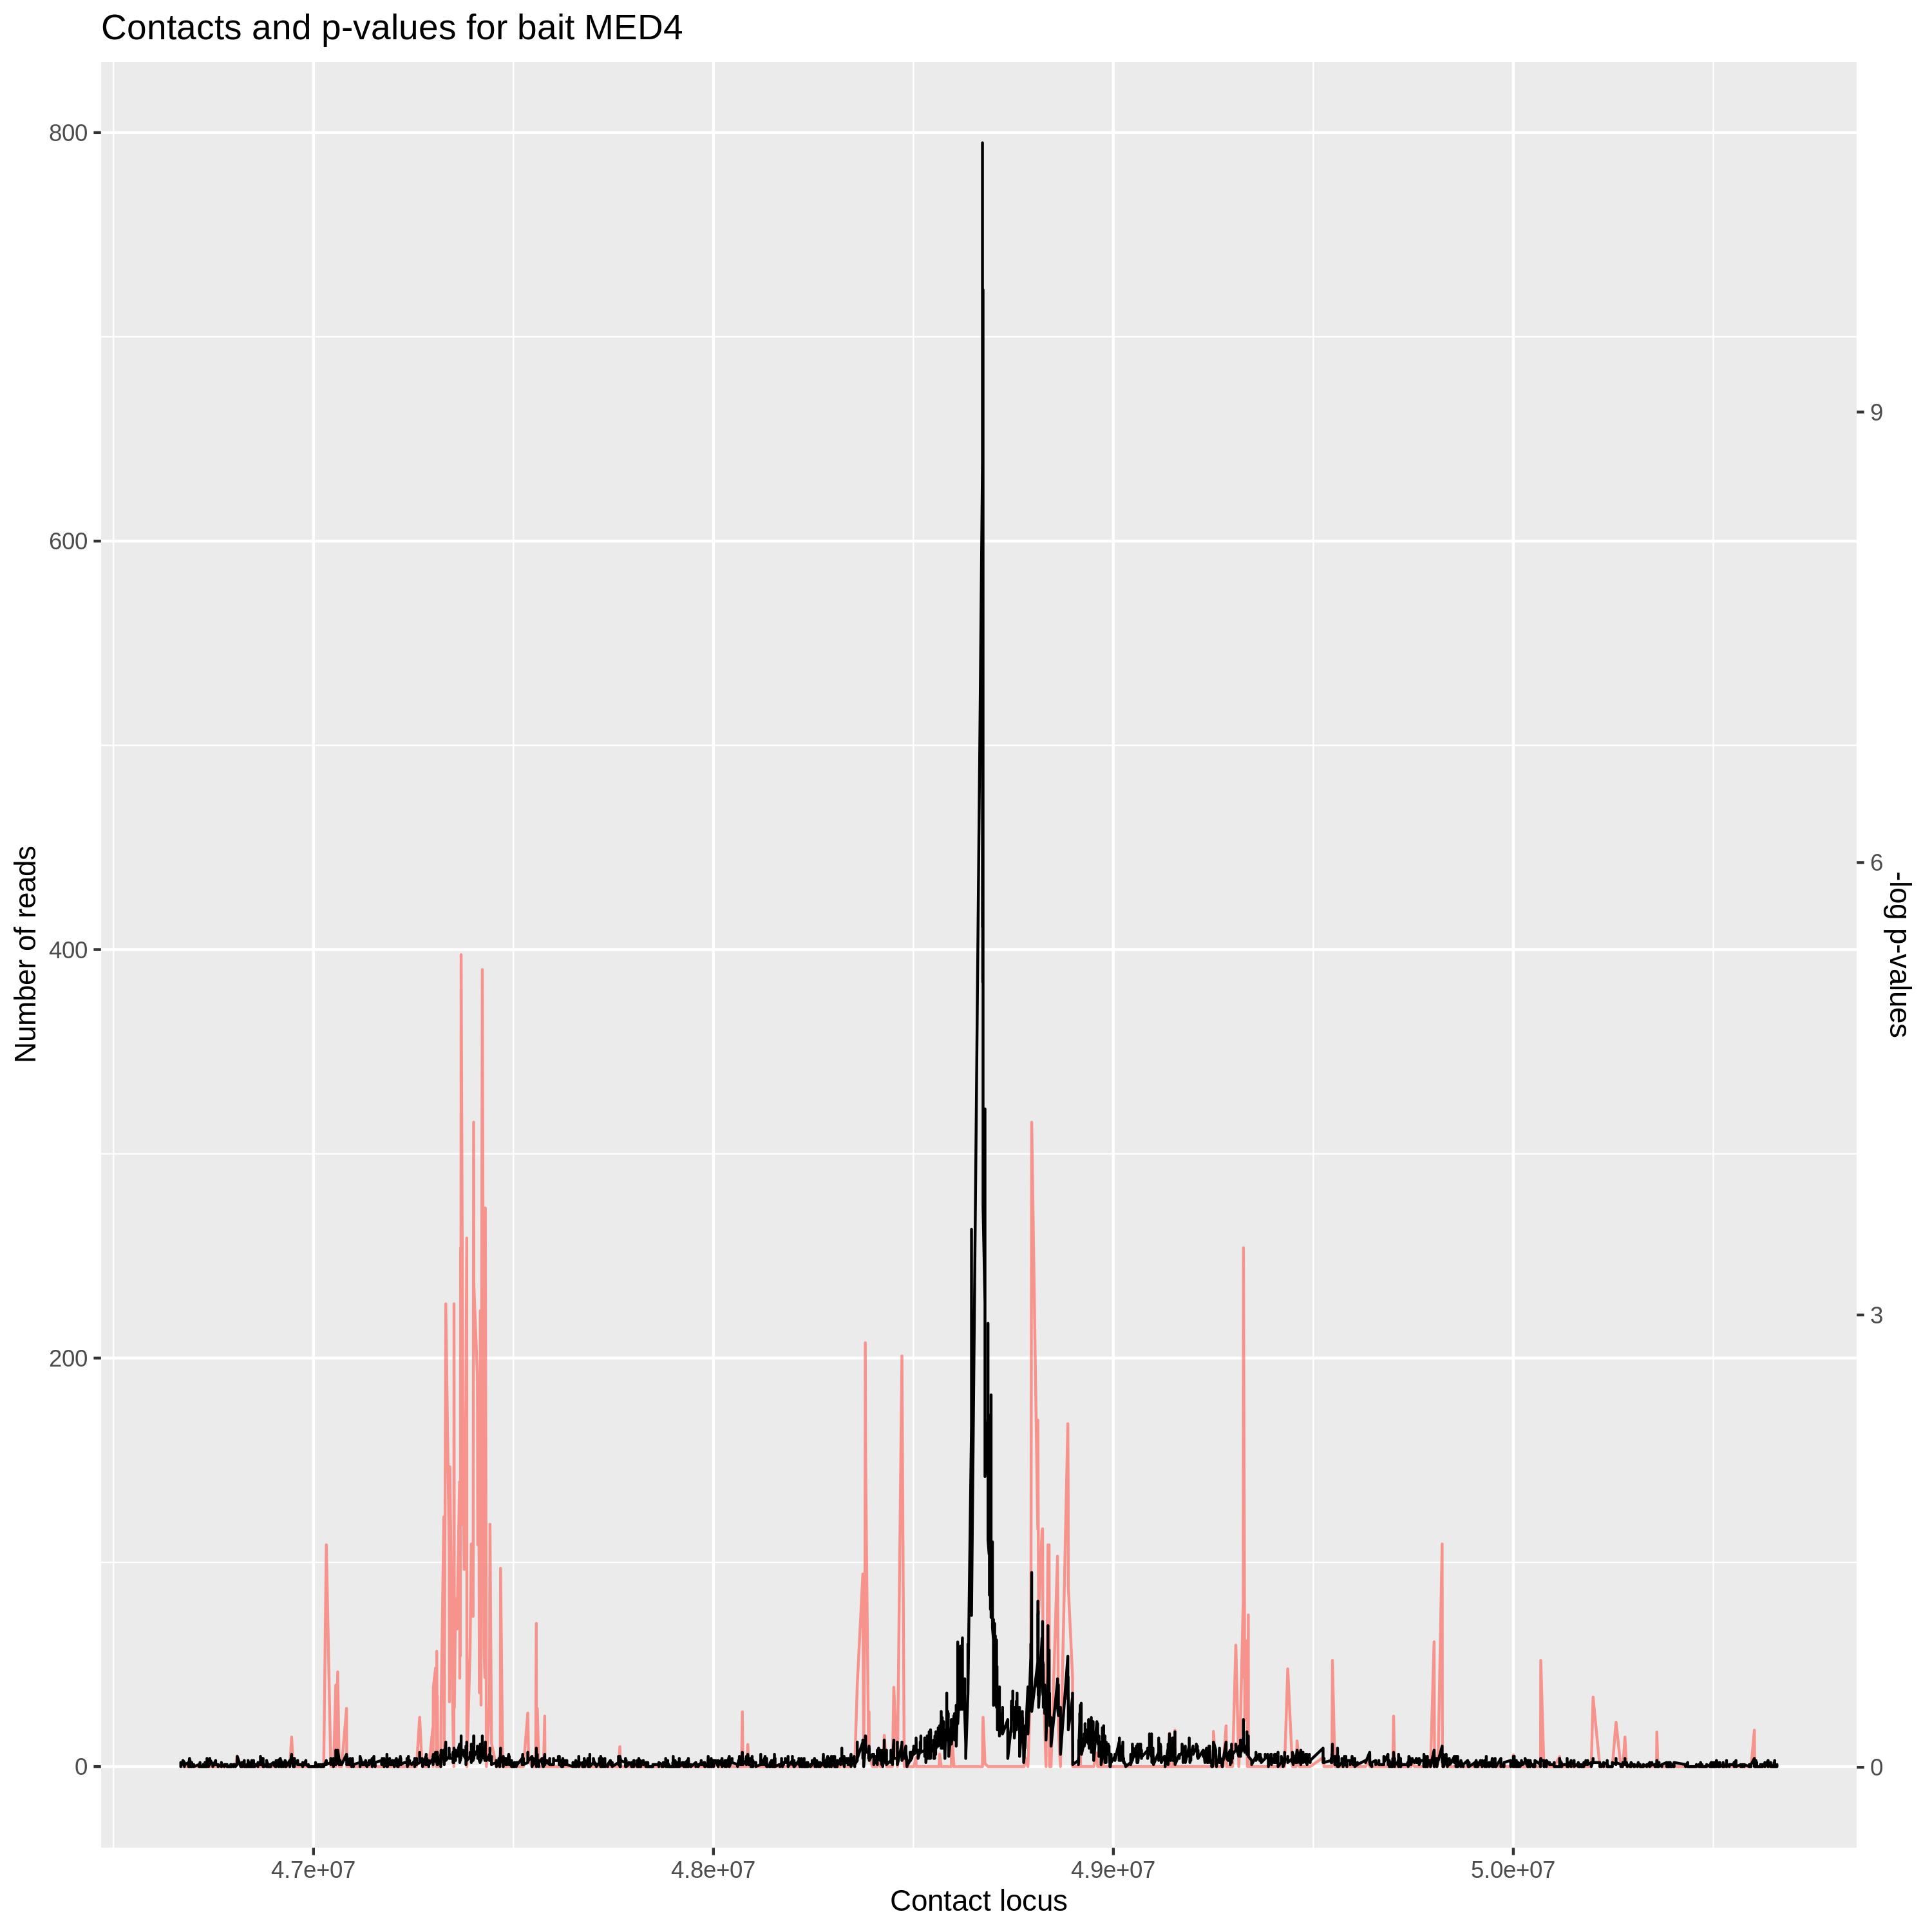 Contacts and p-values for bait MED4
800
600
400
200
0
Number of reads
9
6
3
0
-log p-values
4.7e+07
4.8e+07
4.9e+07
5.0e+07
Contact locus